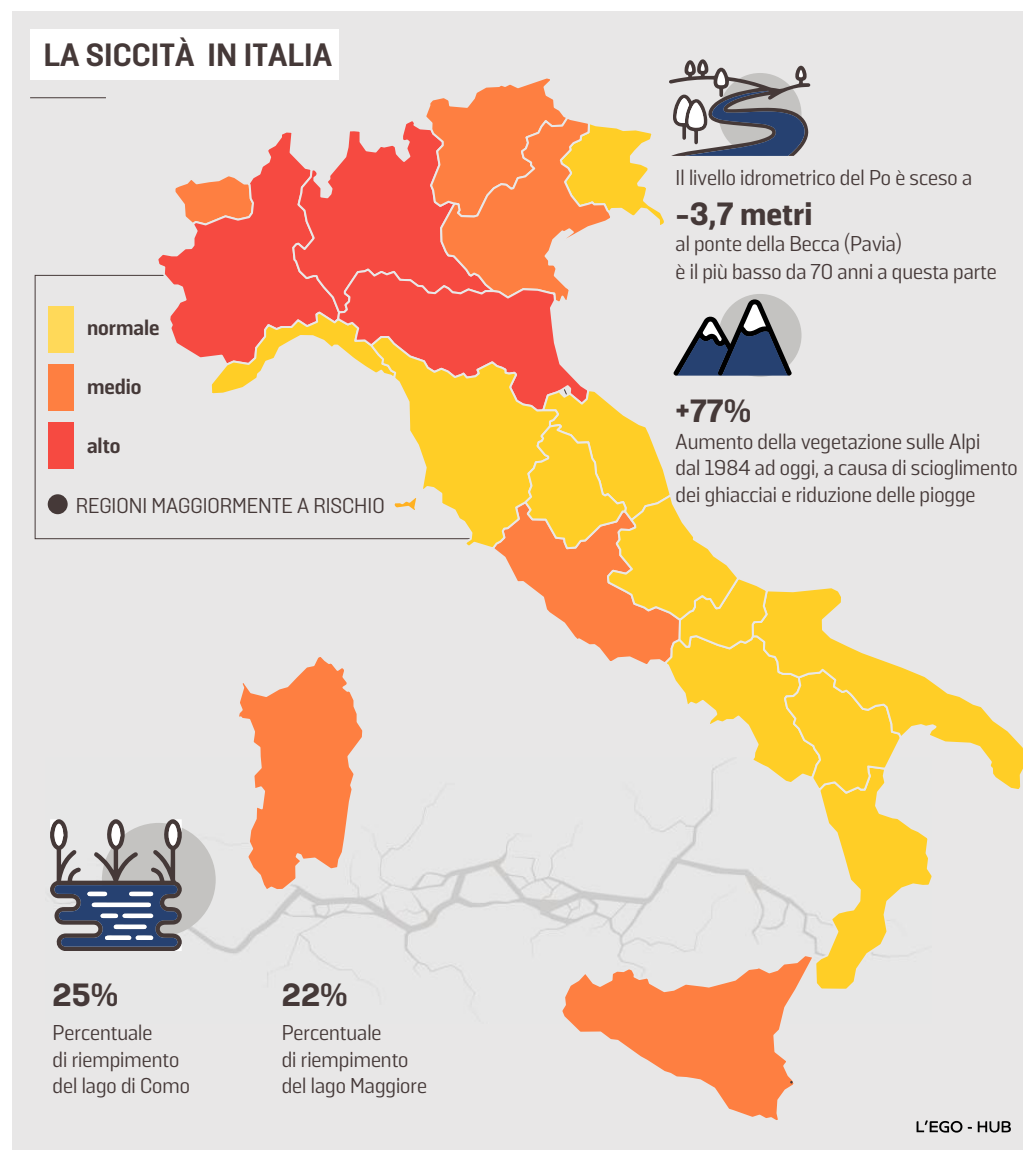 LA SICCITÀ IN ITALIA
Il livello idrometrico del Po è sceso a
-3,7 metri
al ponte della Becca (Pavia)
è il più basso da 70 anni a questa parte
normale
medio
alto
REGIONI MAGGIORMENTE A RISCHIO
+77%
Aumento della vegetazione sulle Alpi
dal 1984 ad oggi, a causa di scioglimento
dei ghiacciai e riduzione delle piogge
25%
Percentuale
di riempimento
del lago di Como
22%
Percentuale
di riempimento
del lago Maggiore
L'EGO - HUB